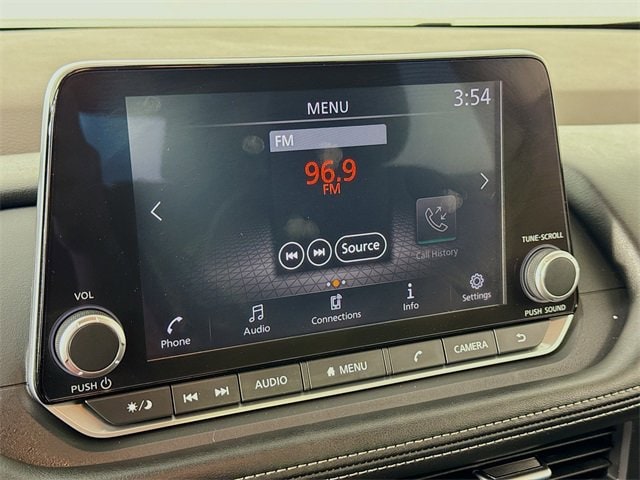 MENU
3:54
FM
96.9
FM
Source
Call History
Phone
Audio
Connections
Info
Settings
VOL
PUSH
TUNE·SCROLL
PUSH SOUND
AUDIO
MENU
CAMERA